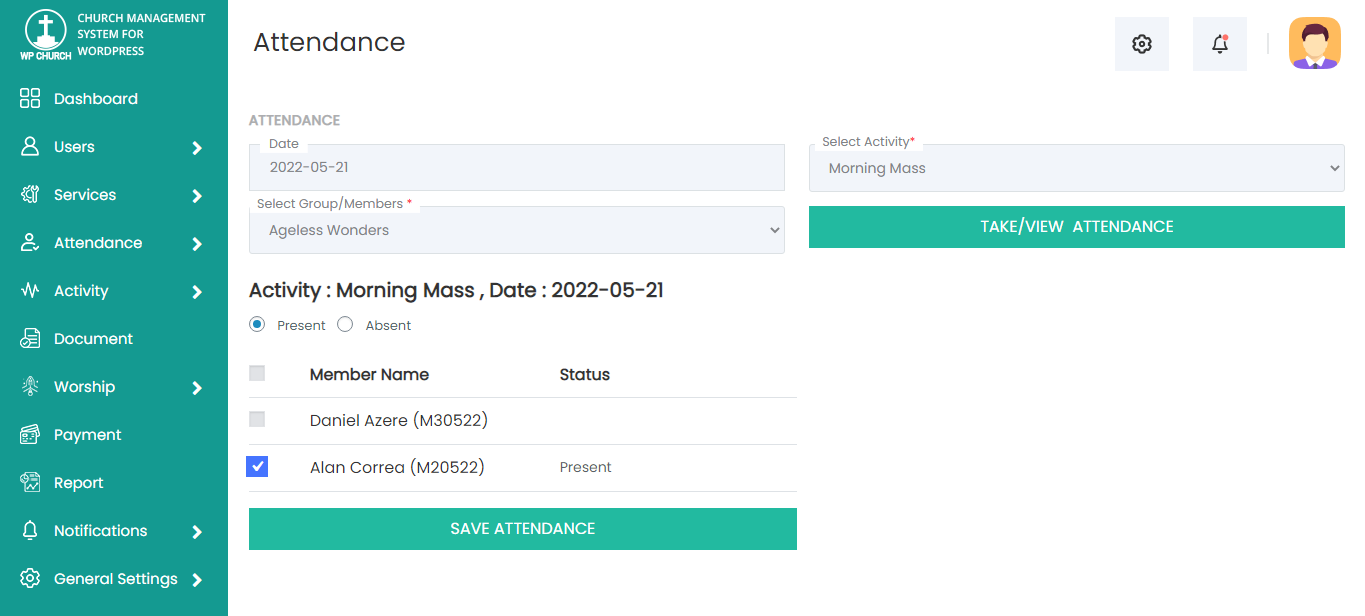 CHURCH MANAGEMENT
SYSTEM FOR
WORDPRESS
WP CHURCH
Dashboard
Users
Services
Attendance
Activity
Document
Worship
Payment
Report
Notifications
General Settings
Attendance
ATTENDANCE
Date
2022-05-21
Select Activity*
Morning Mass
Select Group/Members *
Ageless Wonders
TAKE/VIEW ATTENDANCE
Activity : Morning Mass , Date : 2022-05-21
Present Absent
Member Name Status
Daniel Azere (M30522)
Alan Correa (M20522) Present
SAVE ATTENDANCE